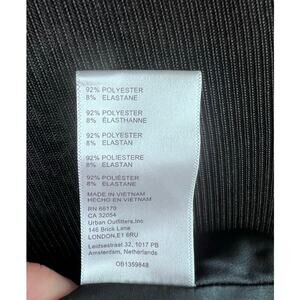 92% POLYESTER
8% ELASTANE
92% POLYESTER
8% ÉLASTHANNE
92% POLYESTER
8% ELASTAN
92% POLIESTERE
8% ELASTAN
92% POLIÉSTER
8% ELASTANE
MADE IN VIETNAM
HECHO EN VIETNAM
RN 66170
CA 32054
Urban Outfitters,Inc
146 Brick Lane
LONDON,E1 6RU
Leidsestraat 32, 1017 PB
Amsterdam, Netherlands
OB1359848